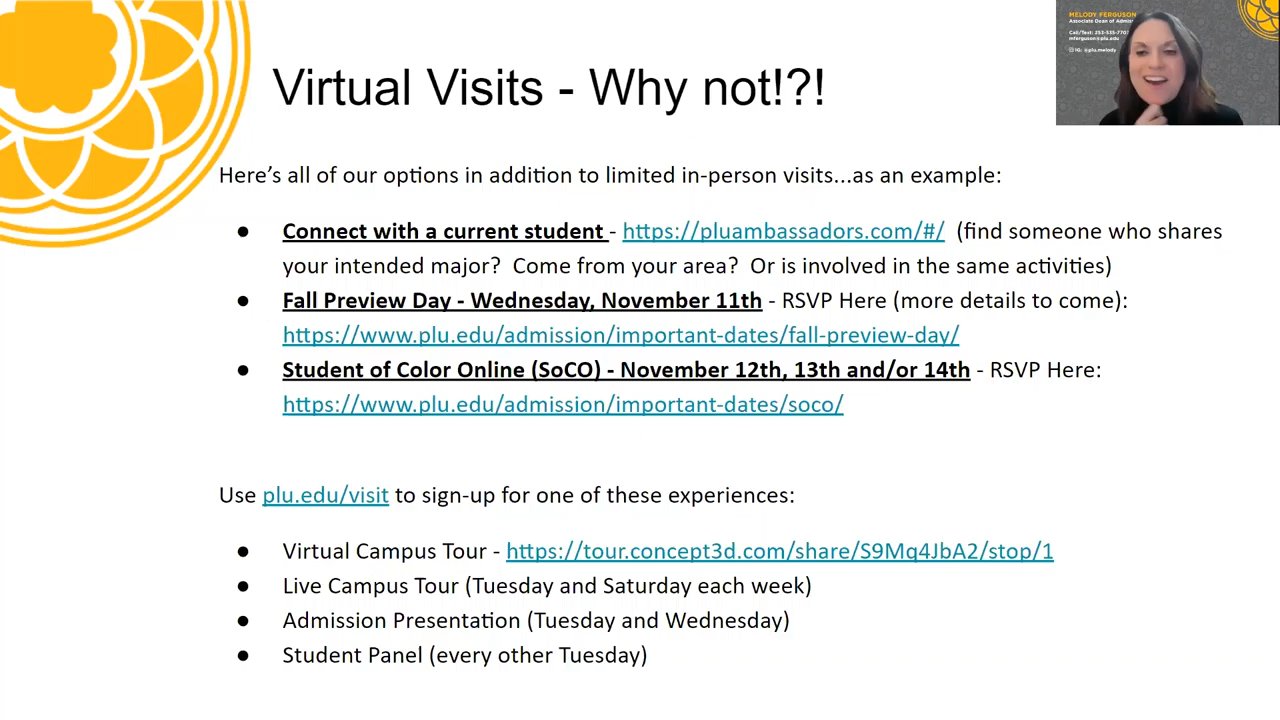 MELODY FERGUSON
Associate Dean of Admis
Call/Text: 253-535-770
mferguson@plu.edu
IG: @plu.melody
Virtual Visits - Why not!?!
Here's all of our options in addition to limited in-person visits...as an example:
● Connect with a current student - https://pluambassadors.com/#/ (find someone who shares
your intended major? Come from your area? Or is involved in the same activities)
● Fall Preview Day - Wednesday, November 11th - RSVP Here (more details to come):
https://www.plu.edu/admission/important-dates/fall-preview-day/
● Student of Color Online (SoCO) - November 12th, 13th and/or 14th - RSVP Here:
https://www.plu.edu/admission/important-dates/soco/
Use plu.edu/visit to sign-up for one of these experiences:
● Virtual Campus Tour - https://tour.concept3d.com/share/S9Mq4JbA2/stop/1
● Live Campus Tour (Tuesday and Saturday each week)
● Admission Presentation (Tuesday and Wednesday)
● Student Panel (every other Tuesday)